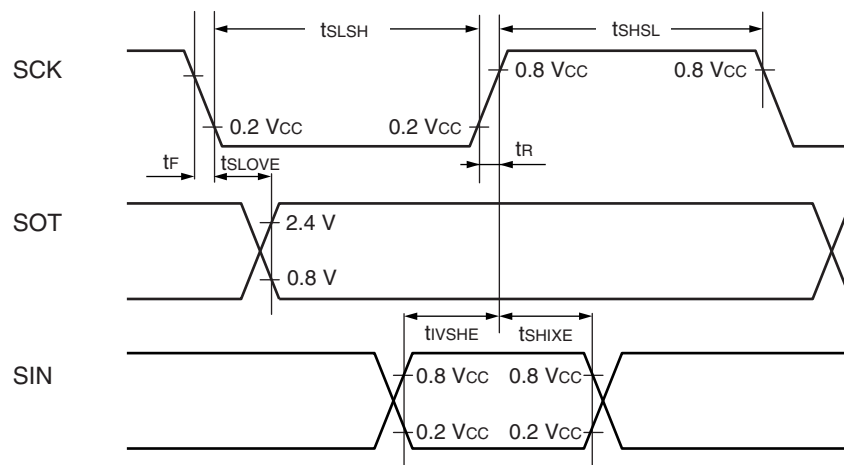 tSLSH tSHSL
SCK 0.8 VCC 0.8 VCC
0.2 VCC 0.2 VCC
tF tSLOVE tR
SOT 2.4 V
0.8 V
tIVSHE tSHIXE
SIN 0.8 VCC 0.8 VCC
0.2 VCC 0.2 VCC